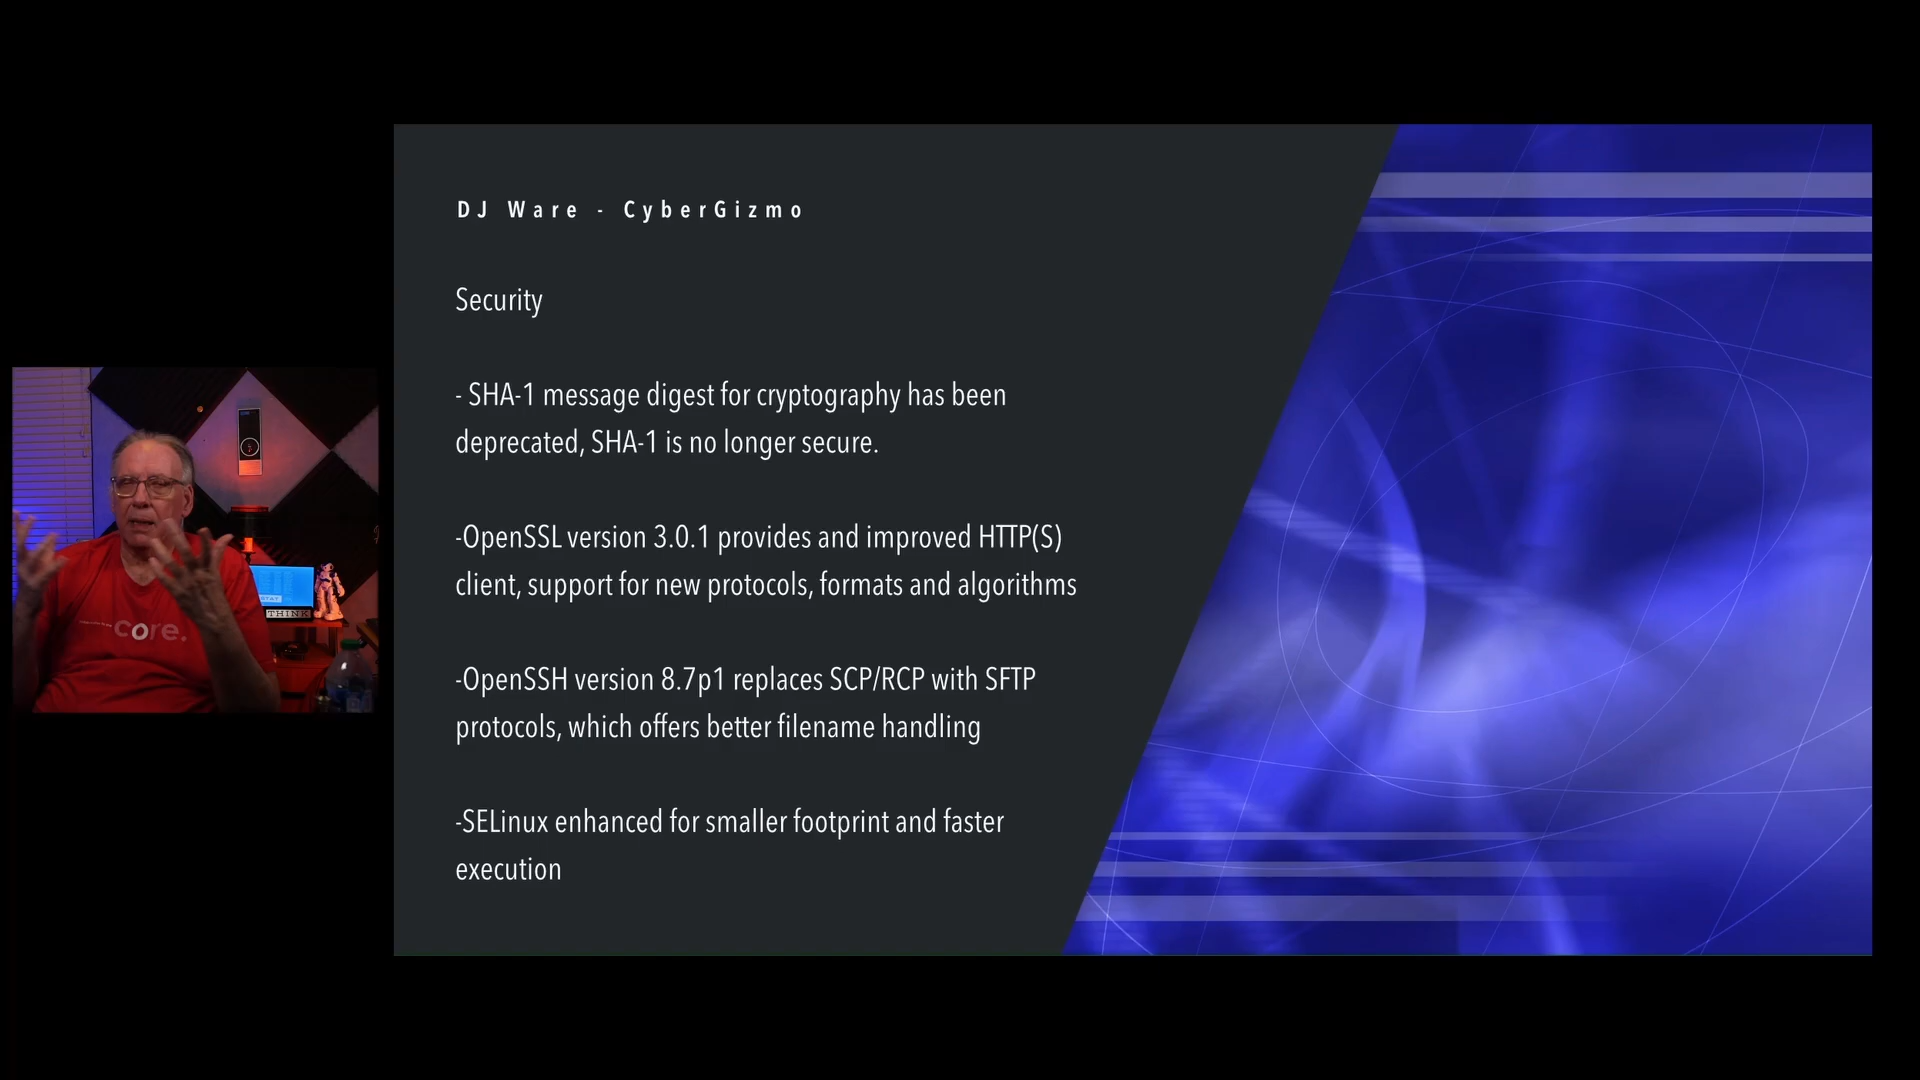 DJ Ware - CyberGizmo
Security
- SHA-1 message digest for cryptography has been
deprecated, SHA-1 is no longer secure.
-OpenSSL version 3.0.1 provides and improved HTTP(S)
client, support for new protocols, formats and algorithms
-OpenSSH version 8.7p1 replaces SCP/RCP with SFTP
protocols, which offers better filename handling
-SELinux enhanced for smaller footprint and faster
execution
core.
THINK